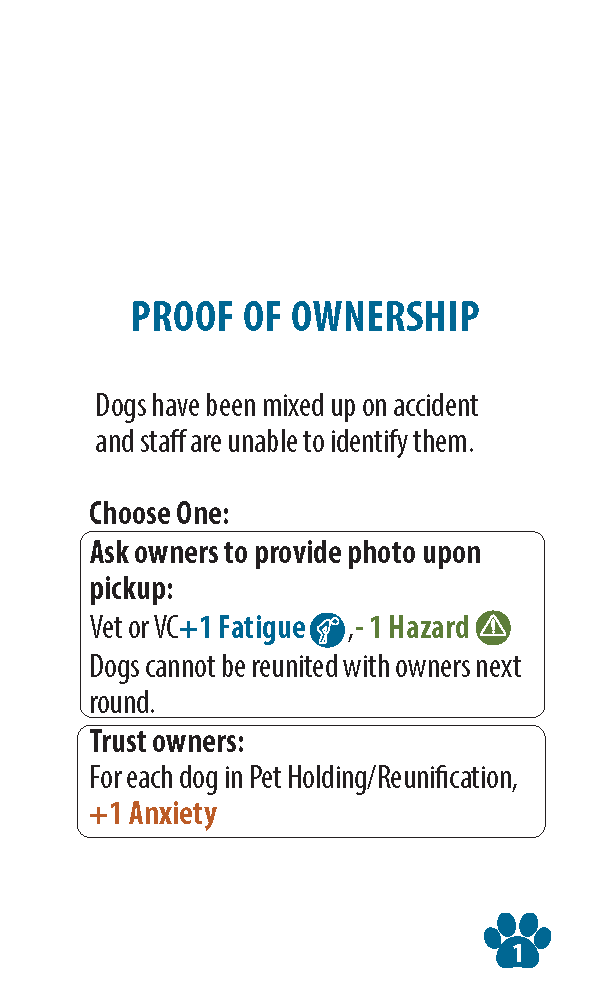 PROOF OF OWNERSHIP
Dogs have been mixed up on accident
and staff are unable to identify them.
Choose One:
Ask owners to provide photo upon
pickup:
Vet or VC+1 Fatigue , - 1 Hazard
Dogs cannot be reunited with owners next
round.
Trust owners:
For each dog in Pet Holding/Reunification,
+1 Anxiety
1